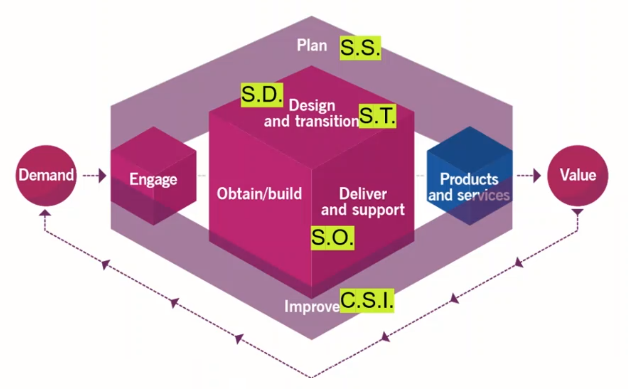 Plan S.S.
S.D.
Design
and transition S.T.
Demand
Engage
Obtain/build
Deliver
and support
Products
and services
Value
S.O.
Improve C.S.I.